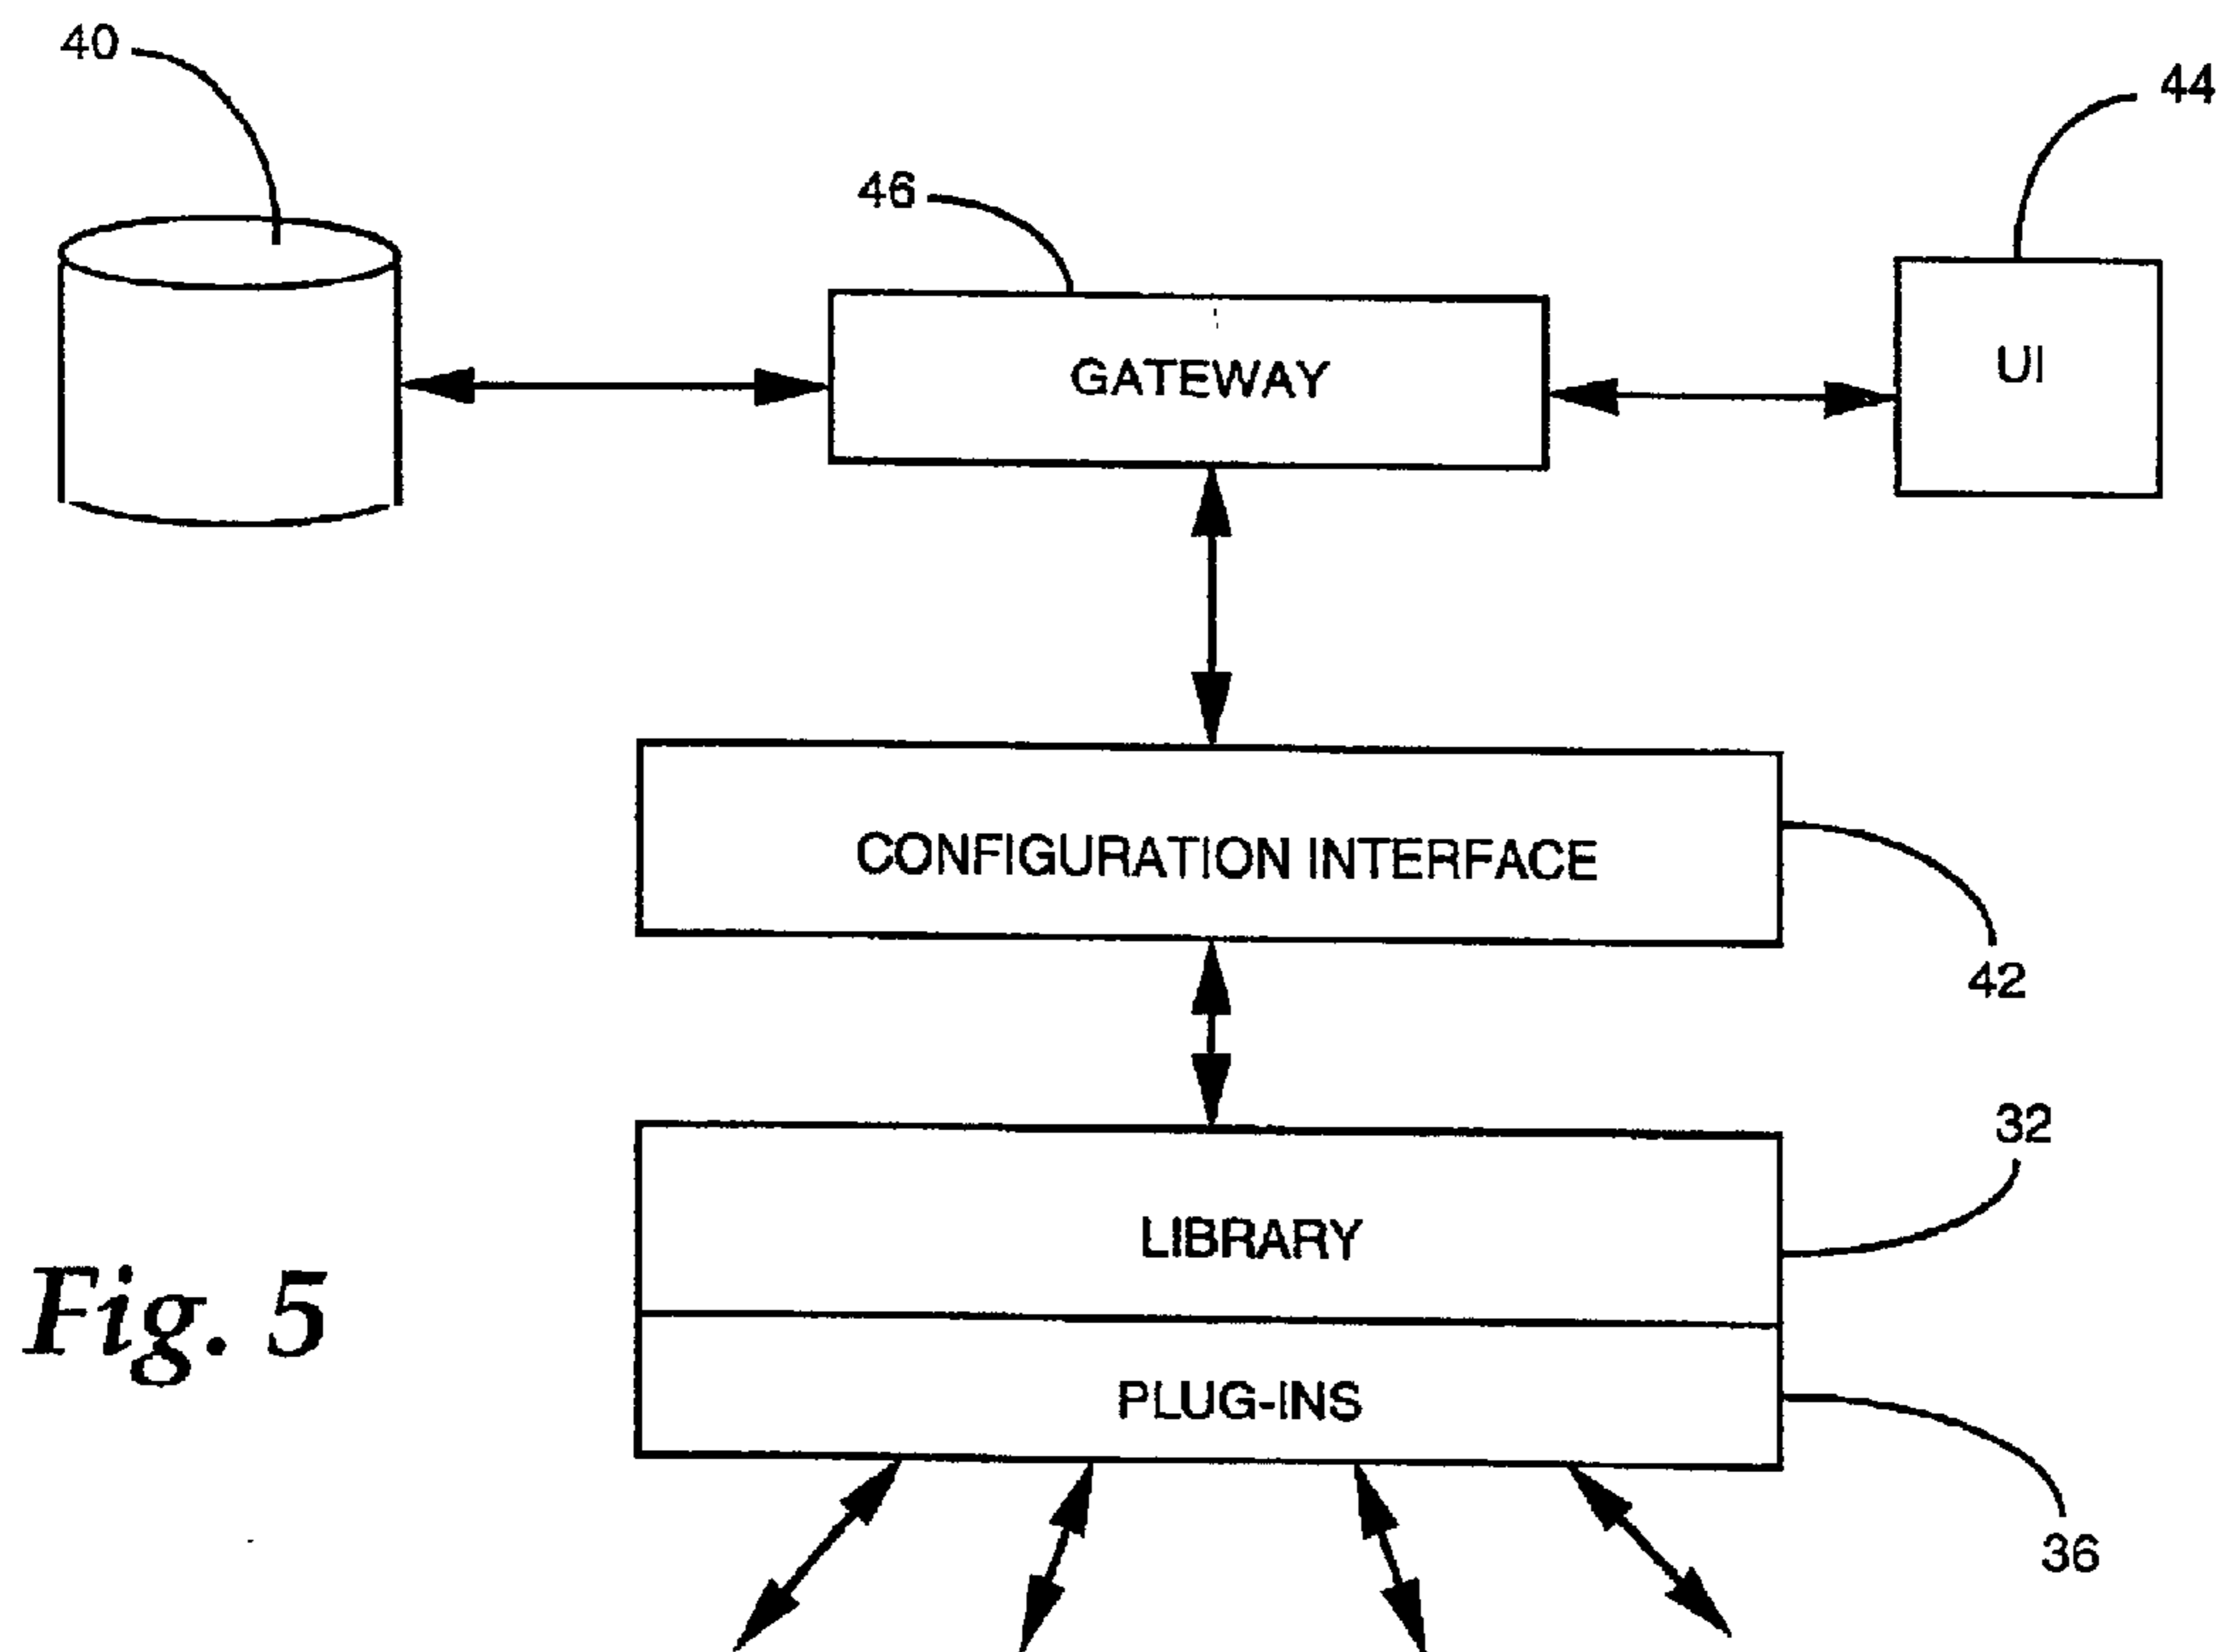 40
44
46
GATEWAY
UI
CONFIGURATION INTERFACE
42
32
LIBRARY
Fig. 5
PLUG-INS
36